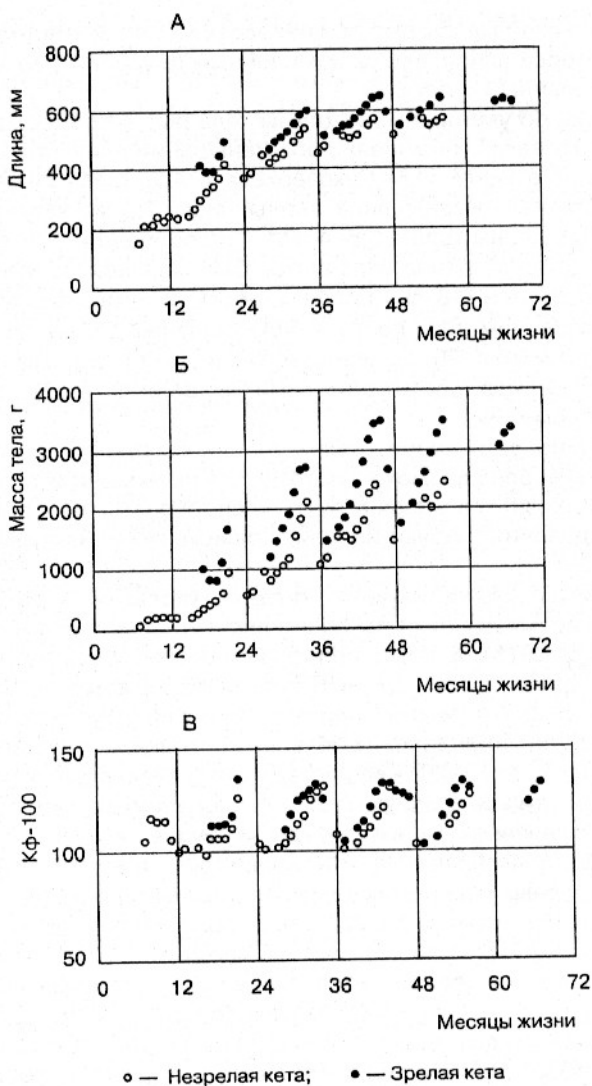 А
Длина, мм
800
600
400
200
0
0 12 24 36 48 60 72
Месяцы жизни
Б
Масса тела, г
4000
3000
2000
1000
0
0 12 24 36 48 60 72
Месяцы жизни
В
Кф-100
150
100
50
0 12 24 36 48 60 72
Месяцы жизни
○ — Незрелая кета; ● — Зрелая кета